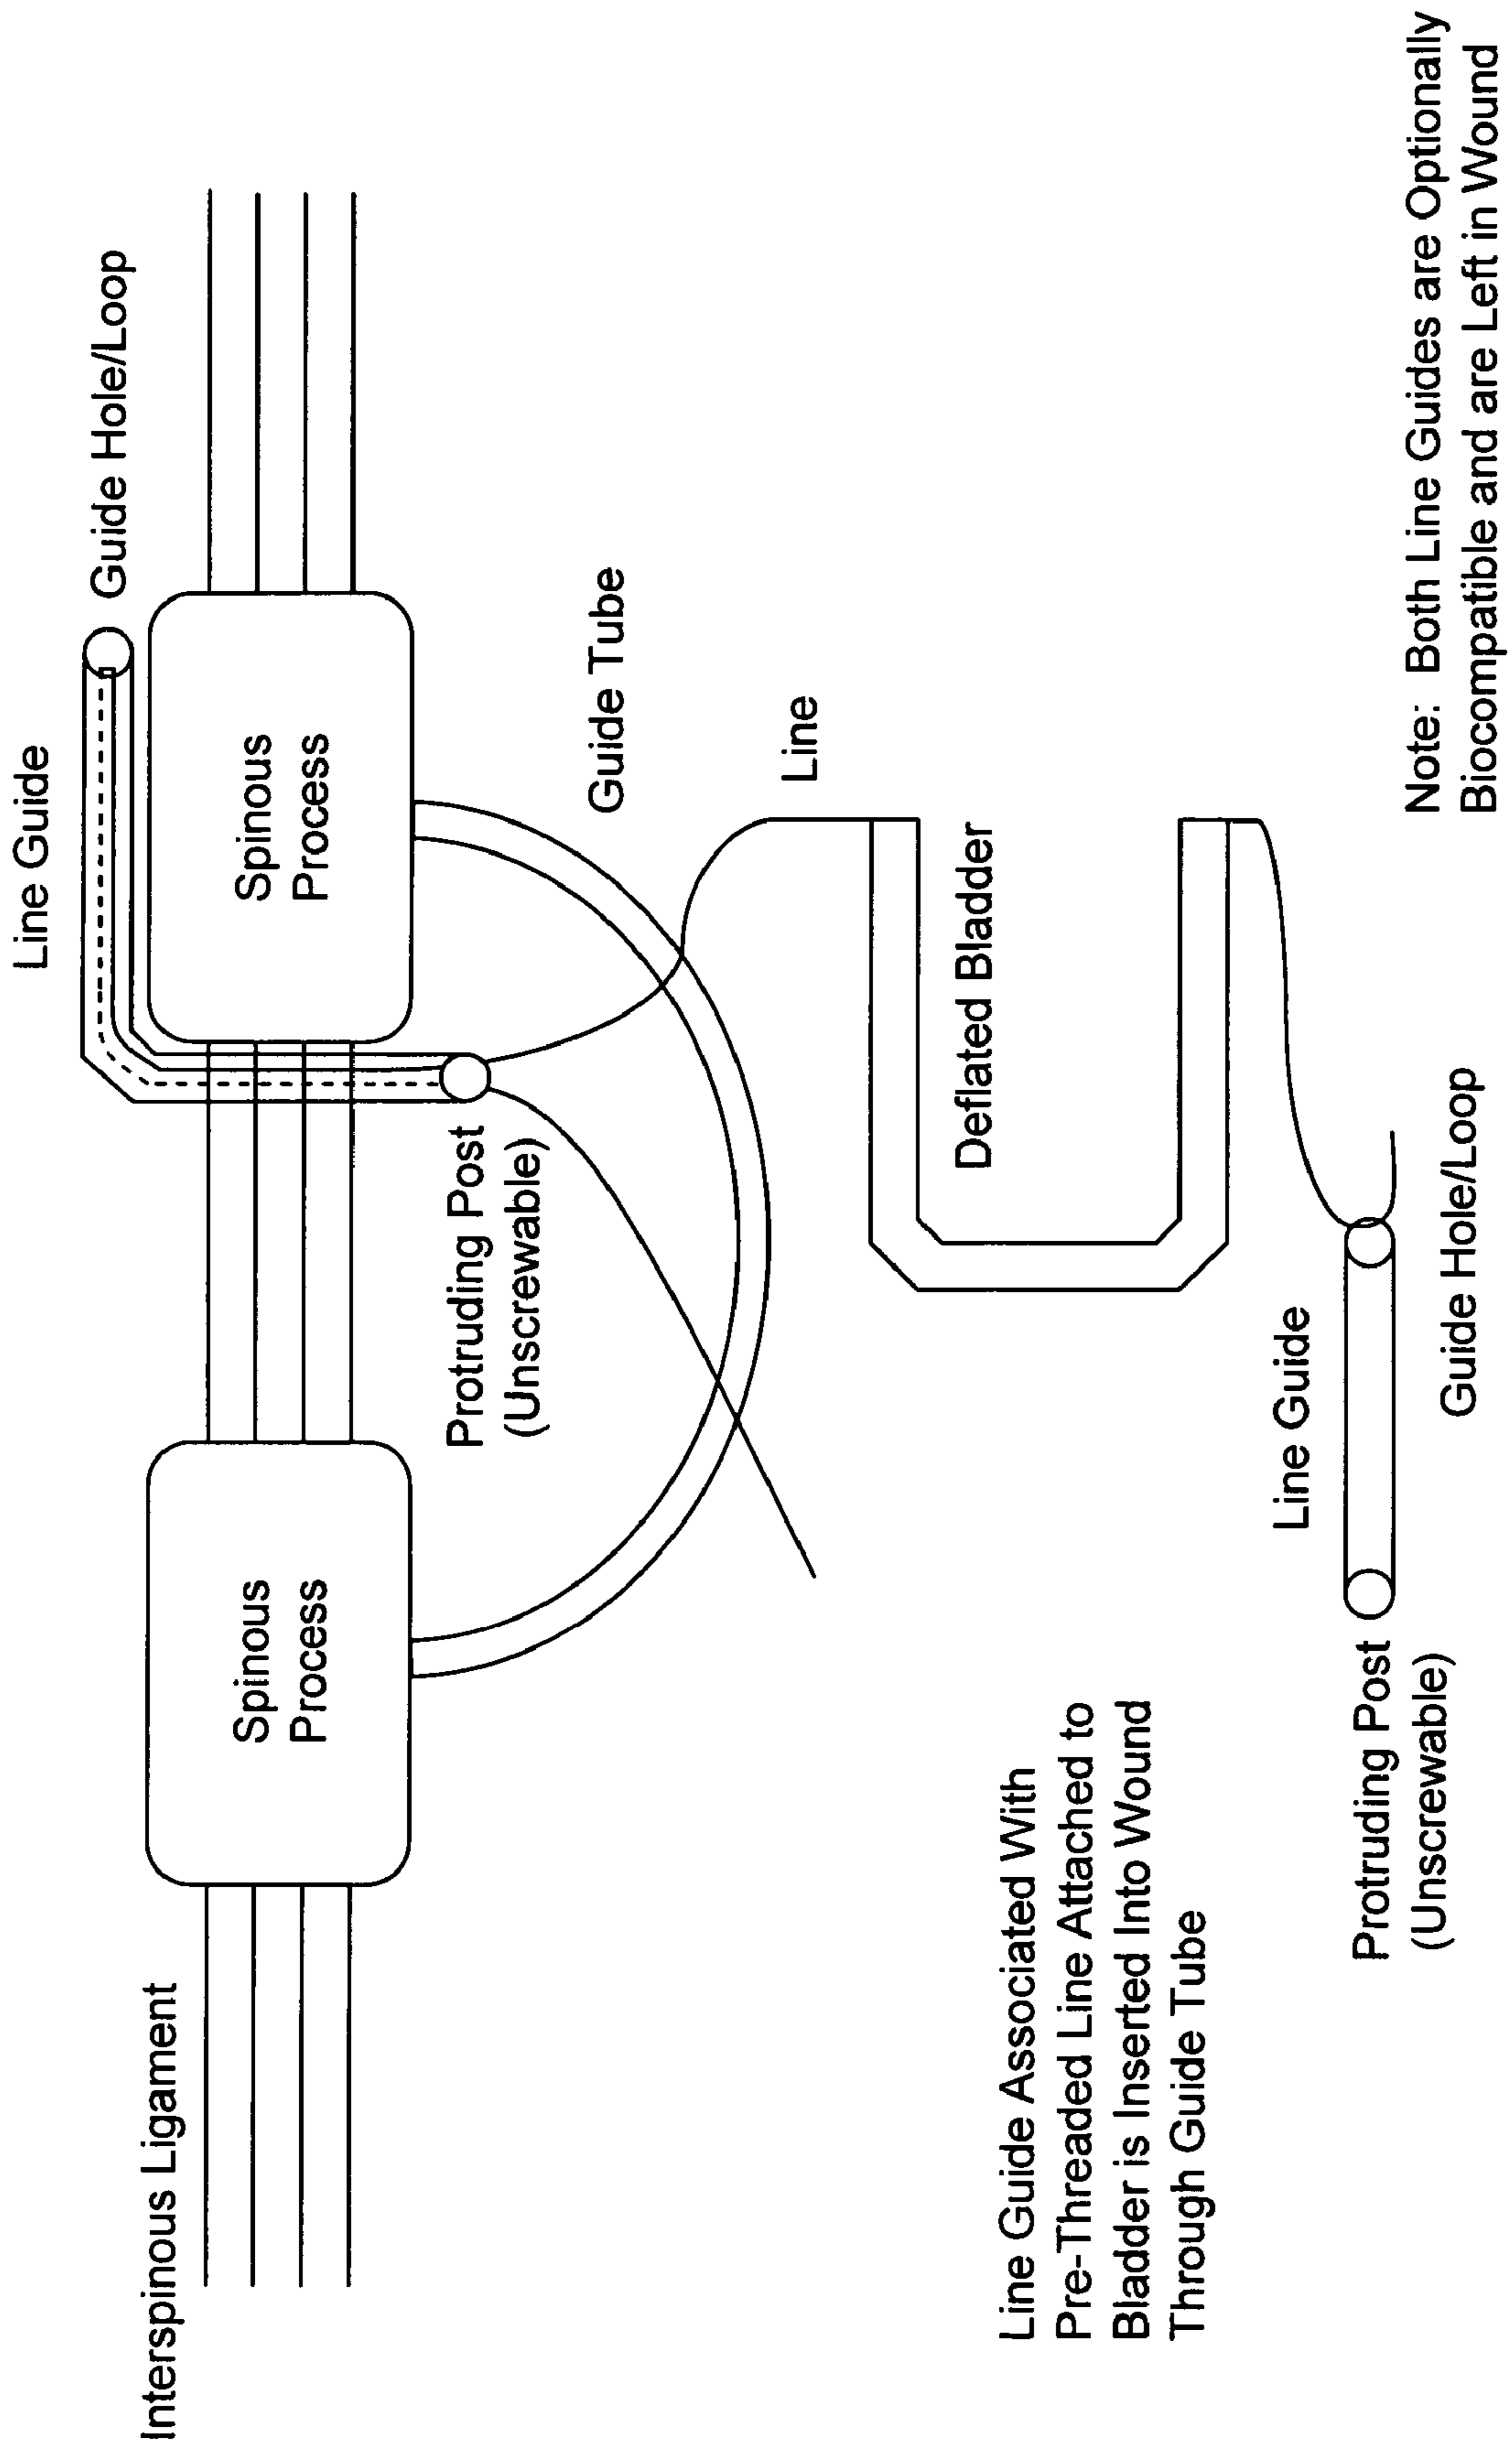 Interspinous Ligament
Line Guide
Guide Hole/Loop
Spinous
Process
Spinous
Process
Protruding Post
(Unscrewable)
Guide Tube
Line
Deflated Bladder
Line Guide Associated With
Pre-Threaded Line Attached to
Bladder is Inserted Into Wound
Through Guide Tube
Line Guide
Protruding Post
(Unscrewable)
Guide Hole/Loop
Note: Both Line Guides are Optionally
Biocompatible and are Left in Wound